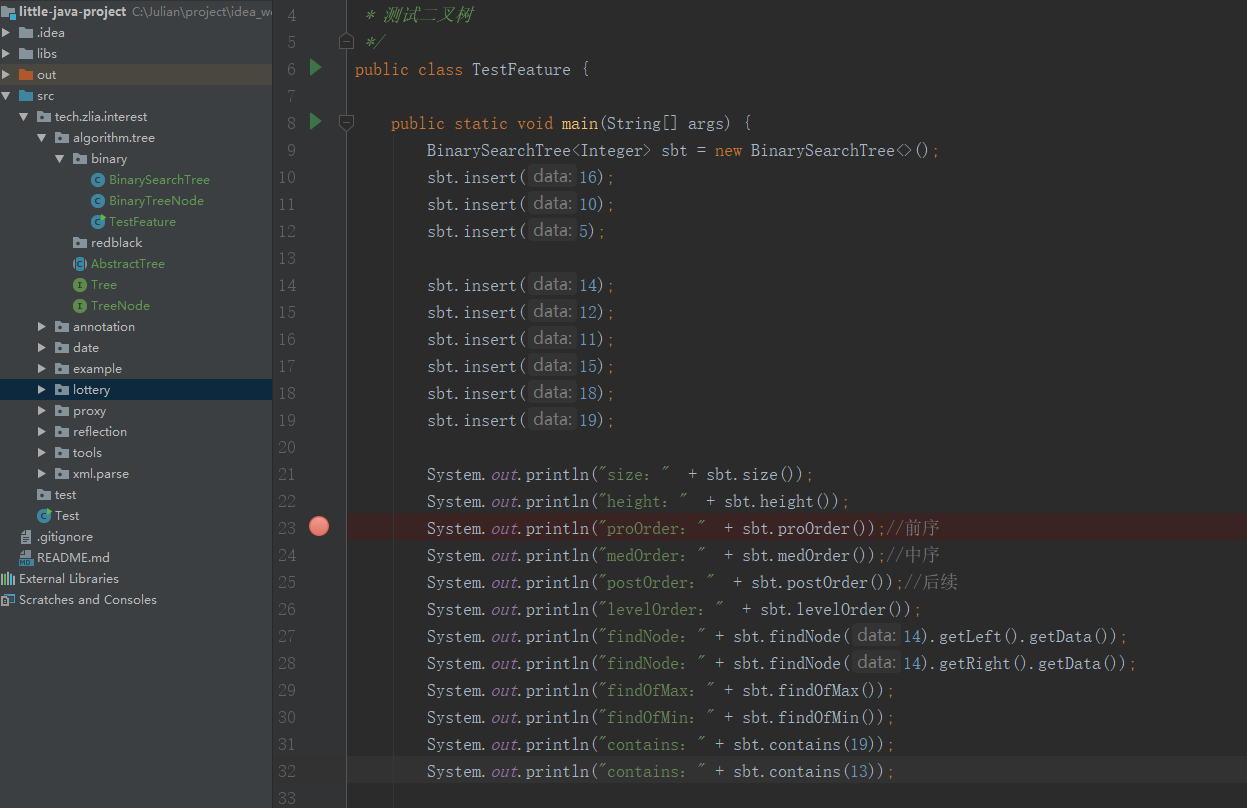 little-java-project C:\Julian\project\idea_w
.idea
libs
out
src
tech.zlia.interest
algorithm.tree
binary
BinarySearchTree
BinaryTreeNode
TestFeature
redblack
AbstractTree
Tree
TreeNode
annotation
date
example
lottery
proxy
reflection
tools
xml.parse
test
Test
.gitignore
README.md
External Libraries
Scratches and Consoles
4 * 测试二叉树
5 */
6 public class TestFeature {
7
8 public static void main(String[] args) {
9 BinarySearchTree<Integer> sbt = new BinarySearchTree<>();
10 sbt.insert( data: 16);
11 sbt.insert( data: 10);
12 sbt.insert( data: 5);
13
14 sbt.insert( data: 14);
15 sbt.insert( data: 12);
16 sbt.insert( data: 11);
17 sbt.insert( data: 15);
18 sbt.insert( data: 18);
19 sbt.insert( data: 19);
20
21 System.out.println("size：" + sbt.size());
22 System.out.println("height：" + sbt.height());
23 System.out.println("proOrder：" + sbt.proOrder());//前序
24 System.out.println("medOrder：" + sbt.medOrder());//中序
25 System.out.println("postOrder：" + sbt.postOrder());//后续
26 System.out.println("levelOrder：" + sbt.levelOrder());
27 System.out.println("findNode：" + sbt.findNode( data: 14).getLeft().getData());
28 System.out.println("findNode：" + sbt.findNode( data: 14).getRight().getData());
29 System.out.println("findOfMax：" + sbt.findOfMax());
30 System.out.println("findOfMin：" + sbt.findOfMin());
31 System.out.println("contains：" + sbt.contains(19));
32 System.out.println("contains：" + sbt.contains(13));
33